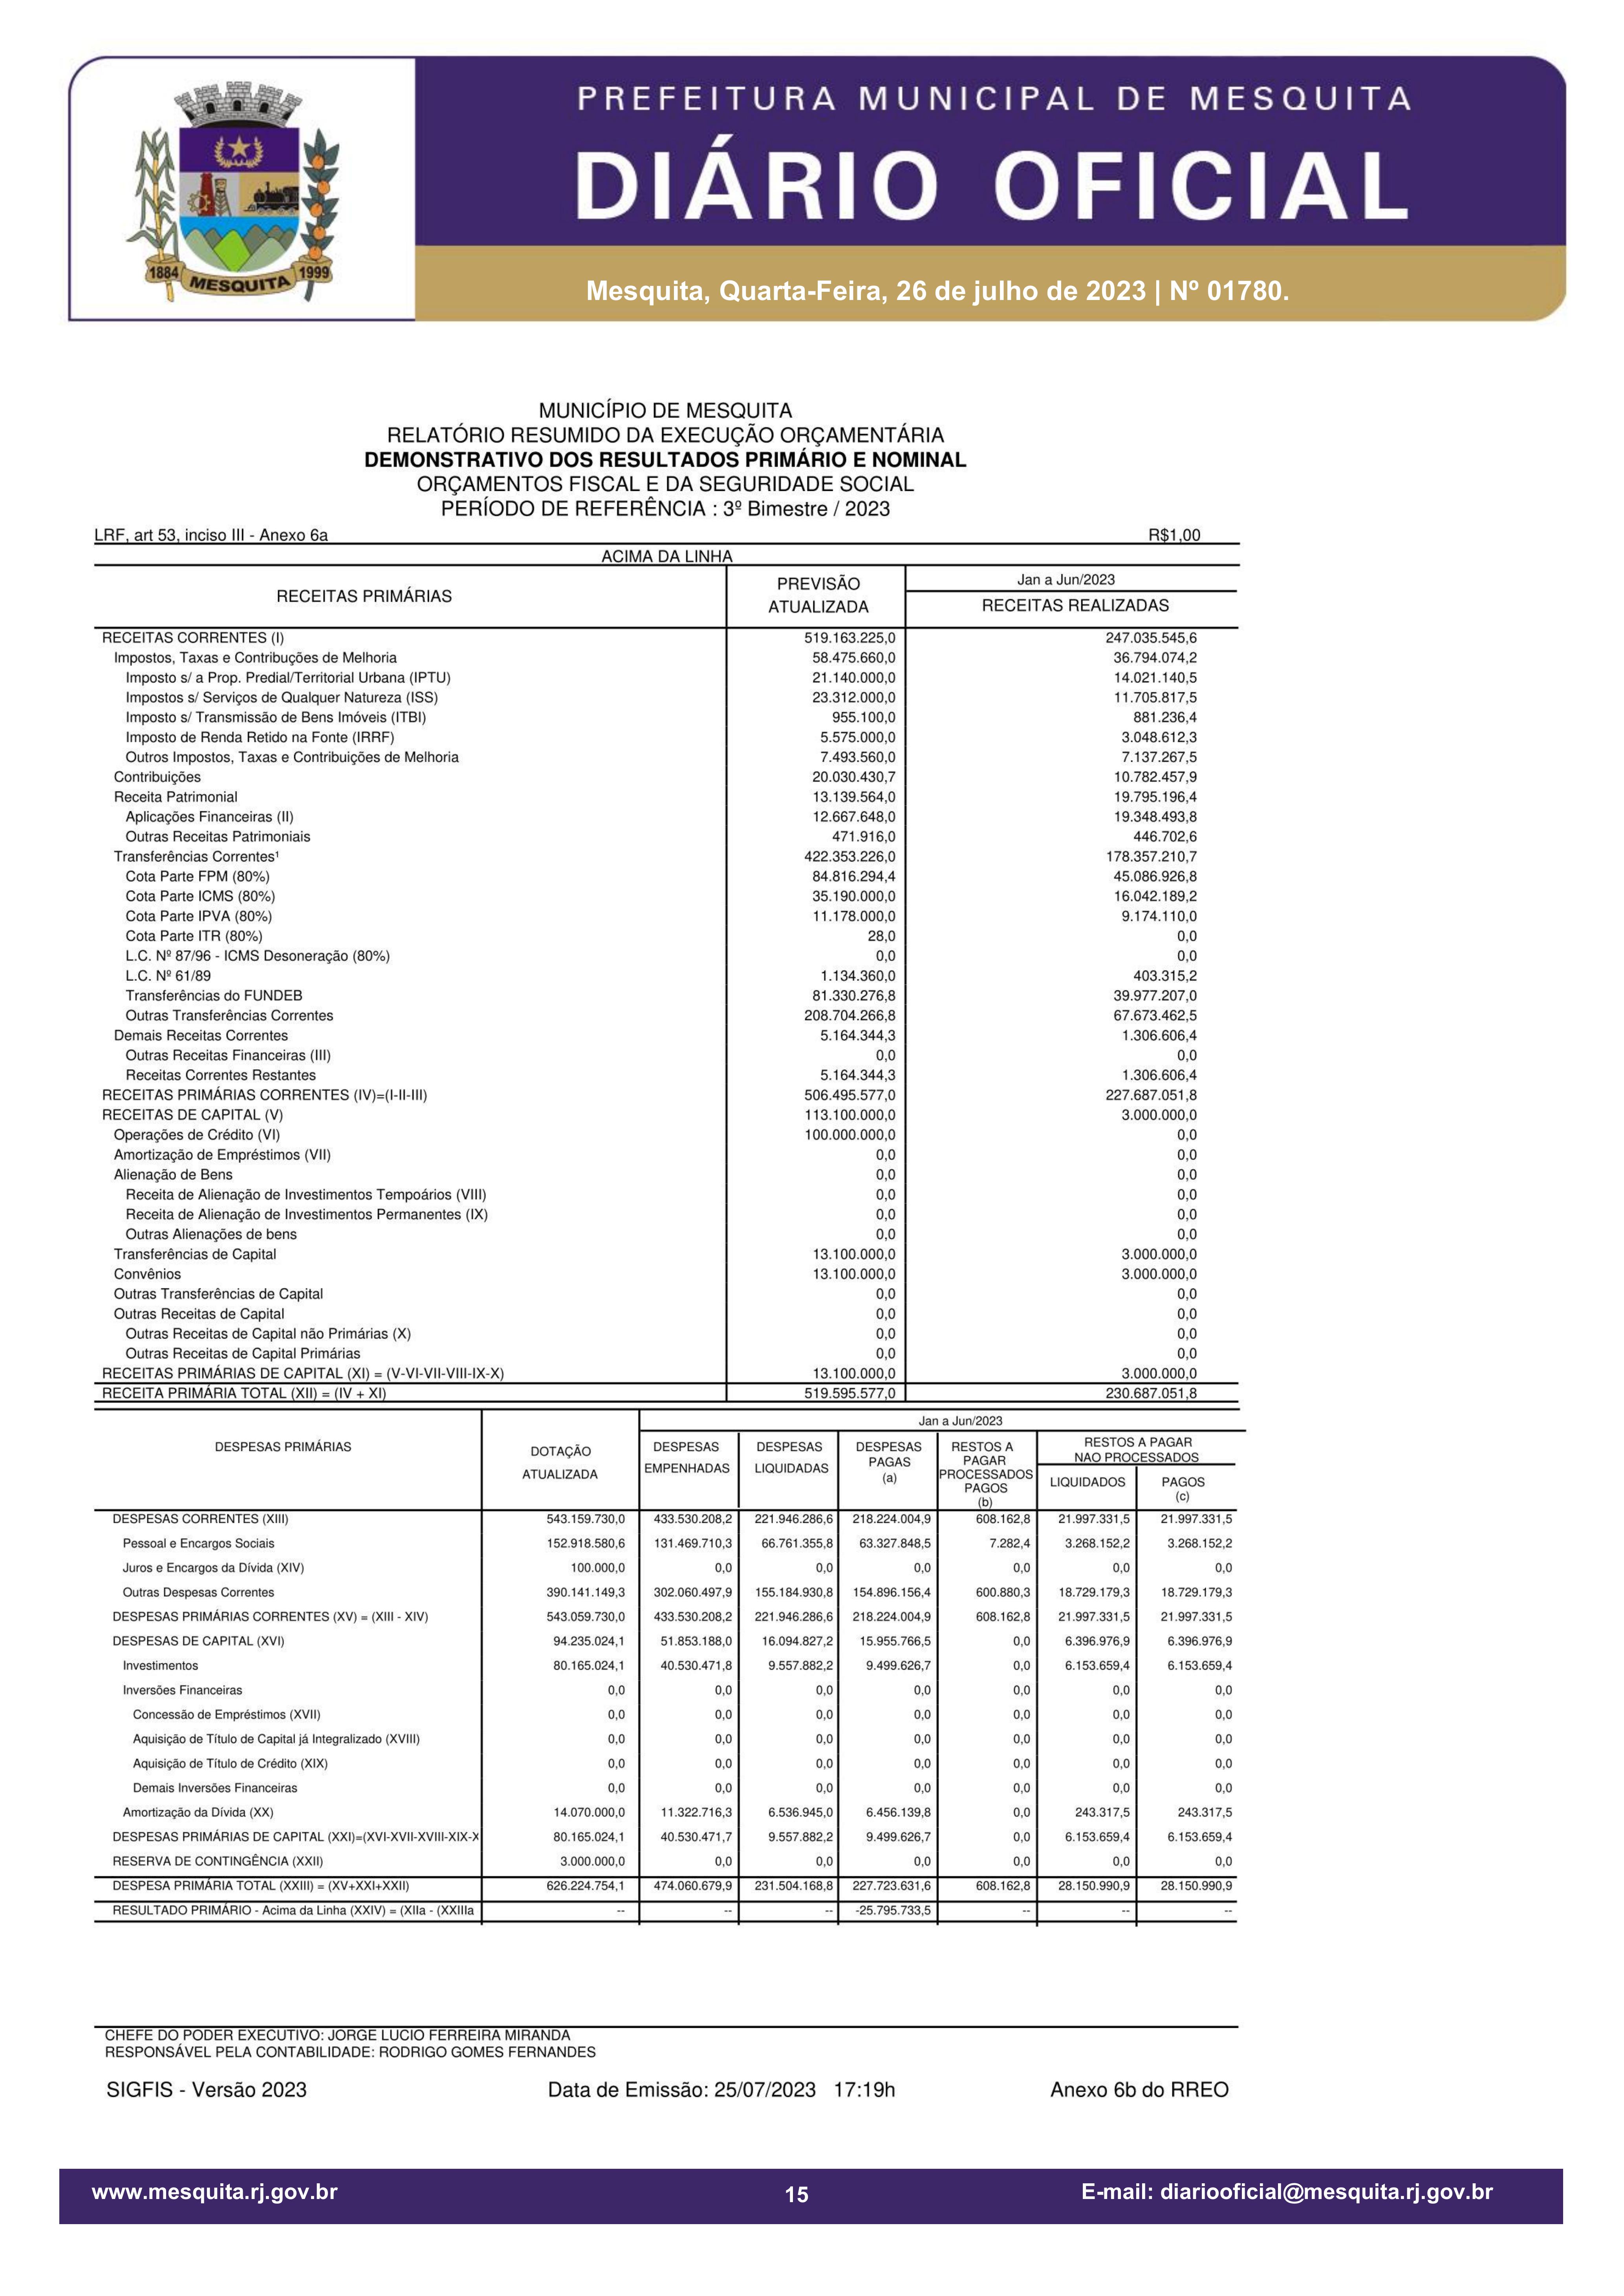 PREFEITURA MUNICIPAL DE MESQUITA
DIÁRIO OFICIAL
1884 MESQUITA 1999
Mesquita, Quarta-Feira, 26 de julho de 2023 | Nº 01780.
MUNICÍPIO DE MESQUITA
RELATÓRIO RESUMIDO DA EXECUÇÃO ORÇAMENTÁRIA
DEMONSTRATIVO DOS RESULTADOS PRIMÁRIO E NOMINAL
ORÇAMENTOS FISCAL E DA SEGURIDADE SOCIAL
PERÍODO DE REFERÊNCIA : 3º Bimestre / 2023
LRF, art 53, inciso III - Anexo 6a R$1,00
ACIMA DA LINHA
RECEITAS PRIMÁRIAS PREVISÃO ATUALIZADA Jan a Jun/2023 RECEITAS REALIZADAS
RECEITAS CORRENTES (I) 519.163.225,0 247.035.545,6
Impostos, Taxas e Contribuções de Melhoria 58.475.660,0 36.794.074,2
Imposto s/ a Prop. Predial/Territorial Urbana (IPTU) 21.140.000,0 14.021.140,5
Impostos s/ Serviços de Qualquer Natureza (ISS) 23.312.000,0 11.705.817,5
Imposto s/ Transmissão de Bens Imóveis (ITBI) 955.100,0 881.236,4
Imposto de Renda Retido na Fonte (IRRF) 5.575.000,0 3.048.612,3
Outros Impostos, Taxas e Contribuições de Melhoria 7.493.560,0 7.137.267,5
Contribuições 20.030.430,7 10.782.457,9
Receita Patrimonial 13.139.564,0 19.795.196,4
Aplicações Financeiras (II) 12.667.648,0 19.348.493,8
Outras Receitas Patrimoniais 471.916,0 446.702,6
Transferências Correntes¹ 422.353.226,0 178.357.210,7
Cota Parte FPM (80%) 84.816.294,4 45.086.926,8
Cota Parte ICMS (80%) 35.190.000,0 16.042.189,2
Cota Parte IPVA (80%) 11.178.000,0 9.174.110,0
Cota Parte ITR (80%) 28,0 0,0
L.C. Nº 87/96 - ICMS Desoneração (80%) 0,0 0,0
L.C. Nº 61/89 1.134.360,0 403.315,2
Transferências do FUNDEB 81.330.276,8 39.977.207,0
Outras Transferências Correntes 208.704.266,8 67.673.462,5
Demais Receitas Correntes 5.164.344,3 1.306.606,4
Outras Receitas Financeiras (III) 0,0 0,0
Receitas Correntes Restantes 5.164.344,3 1.306.606,4
RECEITAS PRIMÁRIAS CORRENTES (IV)=(I-II-III) 506.495.577,0 227.687.051,8
RECEITAS DE CAPITAL (V) 113.100.000,0 3.000.000,0
Operações de Crédito (VI) 100.000.000,0 0,0
Amortização de Empréstimos (VII) 0,0 0,0
Alienação de Bens 0,0 0,0
Receita de Alienação de Investimentos Tempoários (VIII) 0,0 0,0
Receita de Alienação de Investimentos Permanentes (IX) 0,0 0,0
Outras Alienações de bens 0,0 0,0
Transferências de Capital 13.100.000,0 3.000.000,0
Convênios 13.100.000,0 3.000.000,0
Outras Transferências de Capital 0,0 0,0
Outras Receitas de Capital 0,0 0,0
Outras Receitas de Capital não Primárias (X) 0,0 0,0
Outras Receitas de Capital Primárias 0,0 0,0
RECEITAS PRIMÁRIAS DE CAPITAL (XI) = (V-VI-VII-VIII-IX-X) 13.100.000,0 3.000.000,0
RECEITA PRIMÁRIA TOTAL (XII) = (IV + XI) 519.595.577,0 230.687.051,8
Jan a Jun/2023
DESPESAS PRIMÁRIAS DOTAÇÃO ATUALIZADA DESPESAS EMPENHADAS DESPESAS LIQUIDADAS DESPESAS PAGAS (a) RESTOS A PAGAR PROCESSADOS PAGOS (b) RESTOS A PAGAR NAO PROCESSADOS LIQUIDADOS PAGOS (c)
DESPESAS CORRENTES (XIII) 543.159.730,0 433.530.208,2 221.946.286,6 218.224.004,9 608.162,8 21.997.331,5 21.997.331,5
Pessoal e Encargos Sociais 152.918.580,6 131.469.710,3 66.761.355,8 63.327.848,5 7.282,4 3.268.152,2 3.268.152,2
Juros e Encargos da Dívida (XIV) 100.000,0 0,0 0,0 0,0 0,0 0,0 0,0
Outras Despesas Correntes 390.141.149,3 302.060.497,9 155.184.930,8 154.896.156,4 600.880,3 18.729.179,3 18.729.179,3
DESPESAS PRIMÁRIAS CORRENTES (XV) = (XIII - XIV) 543.059.730,0 433.530.208,2 221.946.286,6 218.224.004,9 608.162,8 21.997.331,5 21.997.331,5
DESPESAS DE CAPITAL (XVI) 94.235.024,1 51.853.188,0 16.094.827,2 15.955.766,5 0,0 6.396.976,9 6.396.976,9
Investimentos 80.165.024,1 40.530.471,8 9.557.882,2 9.499.626,7 0,0 6.153.659,4 6.153.659,4
Inversões Financeiras 0,0 0,0 0,0 0,0 0,0 0,0 0,0
Concessão de Empréstimos (XVII) 0,0 0,0 0,0 0,0 0,0 0,0 0,0
Aquisição de Título de Capital já Integralizado (XVIII) 0,0 0,0 0,0 0,0 0,0 0,0 0,0
Aquisição de Título de Crédito (XIX) 0,0 0,0 0,0 0,0 0,0 0,0 0,0
Demais Inversões Financeiras 0,0 0,0 0,0 0,0 0,0 0,0 0,0
Amortização da Dívida (XX) 14.070.000,0 11.322.716,3 6.536.945,0 6.456.139,8 0,0 243.317,5 243.317,5
DESPESAS PRIMÁRIAS DE CAPITAL (XXI)=(XVI-XVII-XVIII-XIX-X 80.165.024,1 40.530.471,7 9.557.882,2 9.499.626,7 0,0 6.153.659,4 6.153.659,4
RESERVA DE CONTINGÊNCIA (XXII) 3.000.000,0 0,0 0,0 0,0 0,0 0,0 0,0
DESPESA PRIMÁRIA TOTAL (XXIII) = (XV+XXI+XXII) 626.224.754,1 474.060.679,9 231.504.168,8 227.723.631,6 608.162,8 28.150.990,9 28.150.990,9
RESULTADO PRIMÁRIO - Acima da Linha (XXIV) = (XIIa - (XXIIIa -- -- -- -25.795.733,5 -- -- --
CHEFE DO PODER EXECUTIVO: JORGE LUCIO FERREIRA MIRANDA
RESPONSÁVEL PELA CONTABILIDADE: RODRIGO GOMES FERNANDES
SIGFIS - Versão 2023 Data de Emissão: 25/07/2023 17:19h Anexo 6b do RREO
www.mesquita.rj.gov.br 15 E-mail: diariooficial@mesquita.rj.gov.br